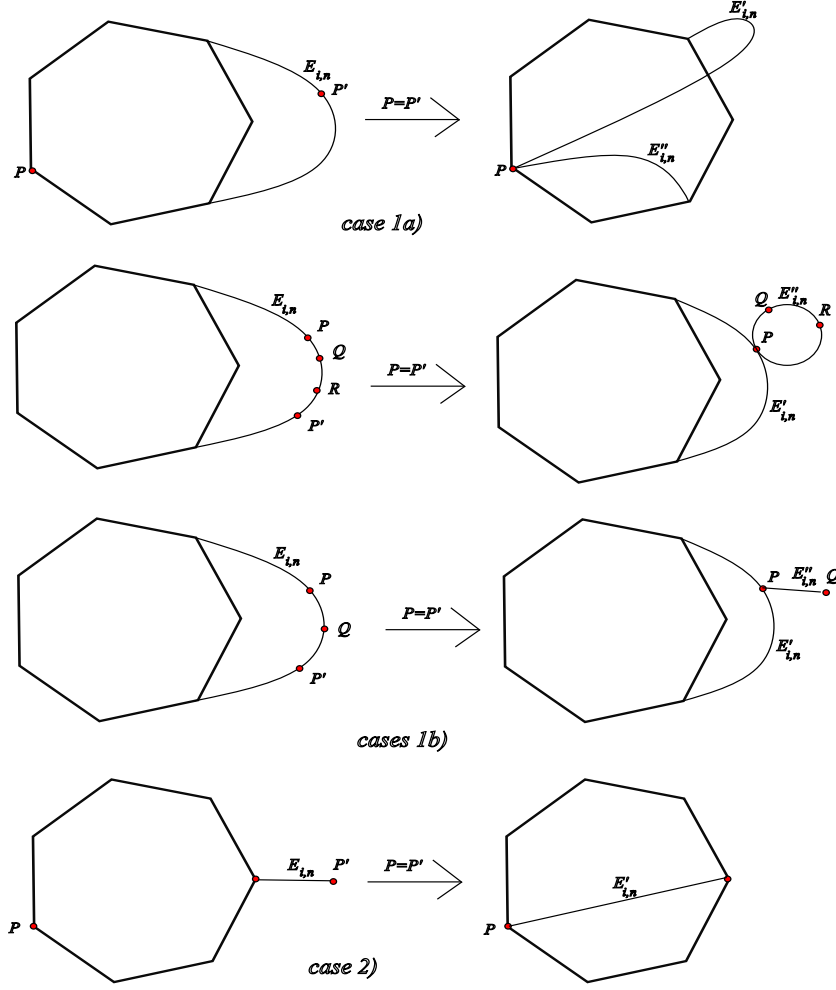 E'i,n
Ei,n
P'
P=P'
P
E''i,n
P
case 1a)
Ei,n
P
Q
R
P'
P=P'
Q
E''i,n
R
P
E'i,n
Ei,n
P
Q
P'
P=P'
P
E''i,n
Q
E'i,n
cases 1b)
Ei,n
P'
P=P'
E'i,n
P
P
case 2)